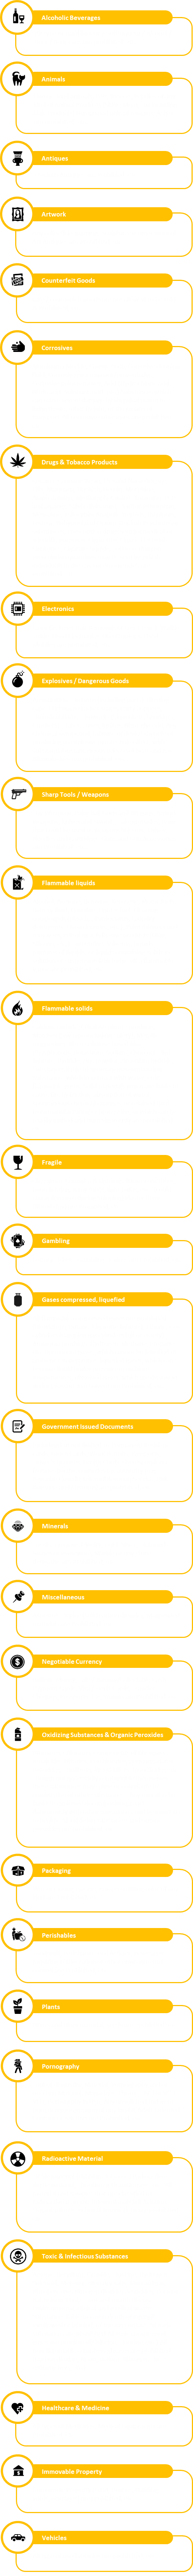 Alcoholic Beverages
Animals
Antiques
Artwork
Counterfeit Goods
Corrosives
Drugs & Tobacco Products
Electronics
Explosives / Dangerous Goods
Sharp Tools / Weapons
Flammable liquids
Flammable solids
Fragile
Gambling
Gases compressed, liquefied
Government Issued Documents
Minerals
Miscellaneous
Negotiable Currency
Oxidizing Substances & Organic Peroxides
Packaging
Perishables
Plants
Pornography
Radioactive Material
Toxic & Infectious Substances
Healthcare & Medicine
Immovable Property
Vehicles